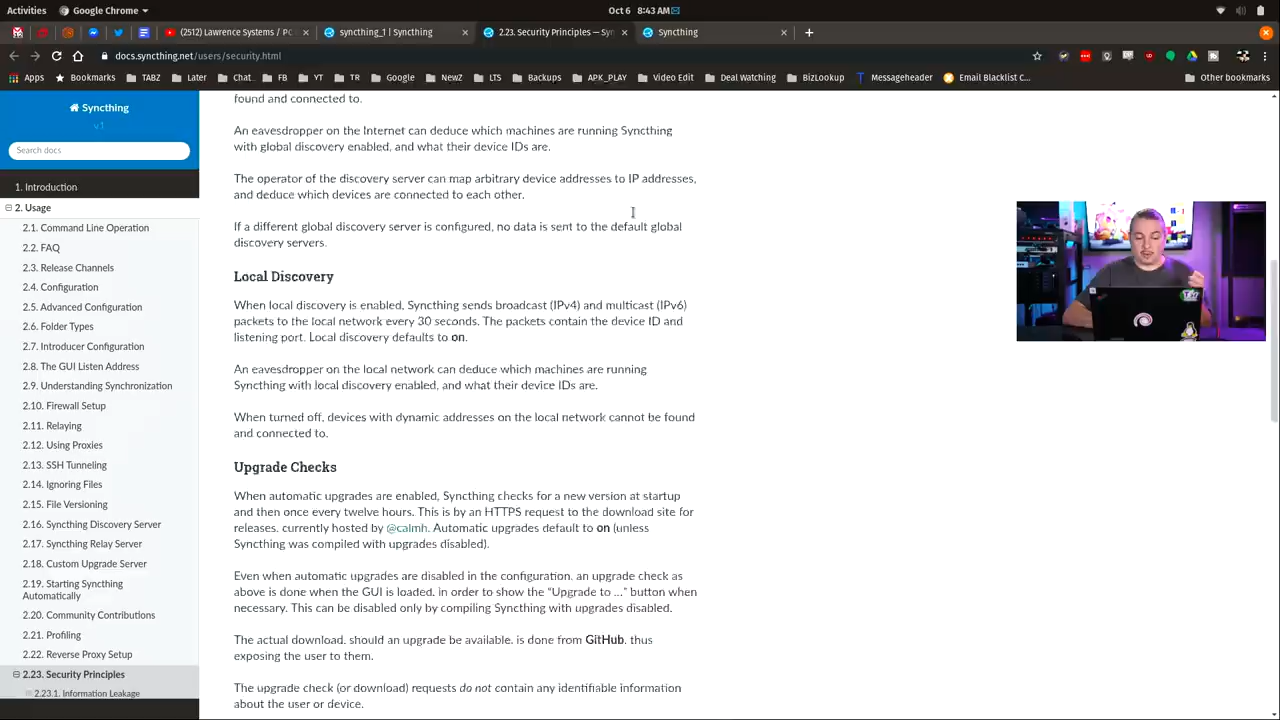 Activities
Google Chrome
Oct 6 8:43 AM
(2512) Lawrence Systems / PC
syncthing_1 | Syncthing
2.23. Security Principles — Syn
Syncthing
docs.syncthing.net/users/security.html
Apps
Bookmarks
TABZ
Later
Chat
FB
YT
TR
Google
NewZ
LTS
Backups
APK_PLAY
Video Edit
Deal Watching
BizLookup
Messageheader
Email Blacklist C...
Other bookmarks
Syncthing
v1
Search docs
1. Introduction
2. Usage
2.1. Command Line Operation
2.2. FAQ
2.3. Release Channels
2.4. Configuration
2.5. Advanced Configuration
2.6. Folder Types
2.7. Introducer Configuration
2.8. The GUI Listen Address
2.9. Understanding Synchronization
2.10. Firewall Setup
2.11. Relaying
2.12. Using Proxies
2.13. SSH Tunneling
2.14. Ignoring Files
2.15. File Versioning
2.16. Syncthing Discovery Server
2.17. Syncthing Relay Server
2.18. Custom Upgrade Server
2.19. Starting Syncthing
Automatically
2.20. Community Contributions
2.21. Profiling
2.22. Reverse Proxy Setup
2.23. Security Principles
2.23.1. Information Leakage
found and connected to.
An eavesdropper on the Internet can deduce which machines are running Syncthing
with global discovery enabled, and what their device IDs are.
The operator of the discovery server can map arbitrary device addresses to IP addresses,
and deduce which devices are connected to each other.
If a different global discovery server is configured, no data is sent to the default global
discovery servers.
Local Discovery
When local discovery is enabled, Syncthing sends broadcast (IPv4) and multicast (IPv6)
packets to the local network every 30 seconds. The packets contain the device ID and
listening port. Local discovery defaults to on.
An eavesdropper on the local network can deduce which machines are running
Syncthing with local discovery enabled, and what their device IDs are.
When turned off, devices with dynamic addresses on the local network cannot be found
and connected to.
Upgrade Checks
When automatic upgrades are enabled, Syncthing checks for a new version at startup
and then once every twelve hours. This is by an HTTPS request to the download site for
releases, currently hosted by @calmh. Automatic upgrades default to on (unless
Syncthing was compiled with upgrades disabled).
Even when automatic upgrades are disabled in the configuration, an upgrade check as
above is done when the GUI is loaded, in order to show the “Upgrade to ...” button when
necessary. This can be disabled only by compiling Syncthing with upgrades disabled.
The actual download, should an upgrade be available, is done from GitHub, thus
exposing the user to them.
The upgrade check (or download) requests do not contain any identifiable information
about the user or device.